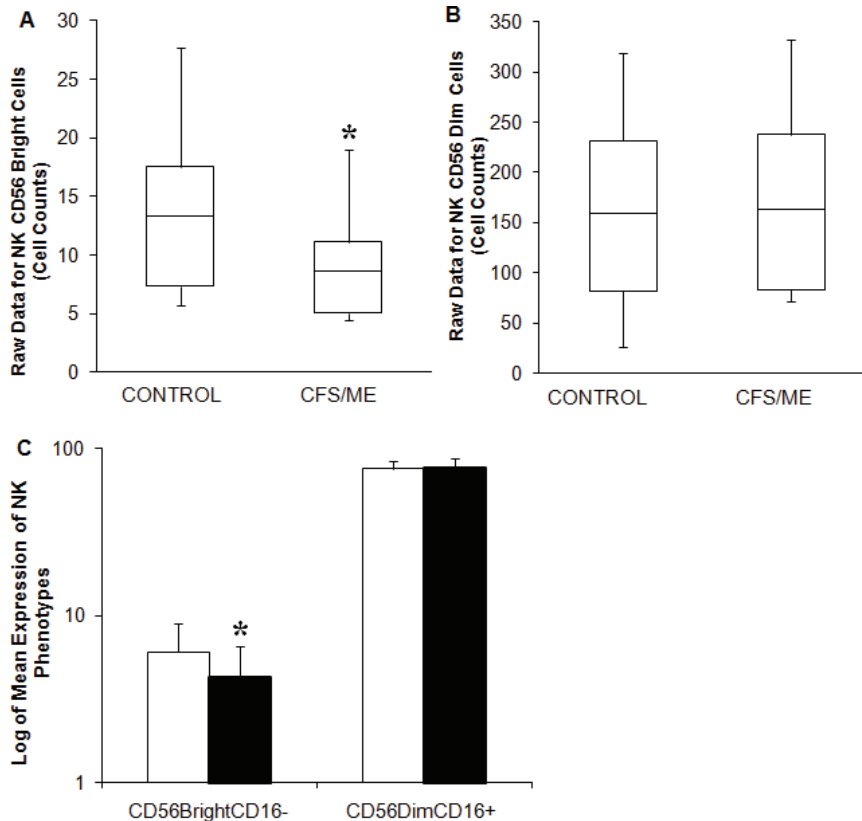 A
Raw Data for NK CD56 Bright Cells
(Cell Counts)
30
25
20
15
10
5
0
*
CONTROL
CFS/ME
B
Raw Data for NK CD56 Dim Cells
(Cell Counts)
350
300
250
200
150
100
50
0
CONTROL
CFS/ME
C
Log of Mean Expression of NK
Phenotypes
100
10
1
*
CD56BrightCD16-
CD56DimCD16+